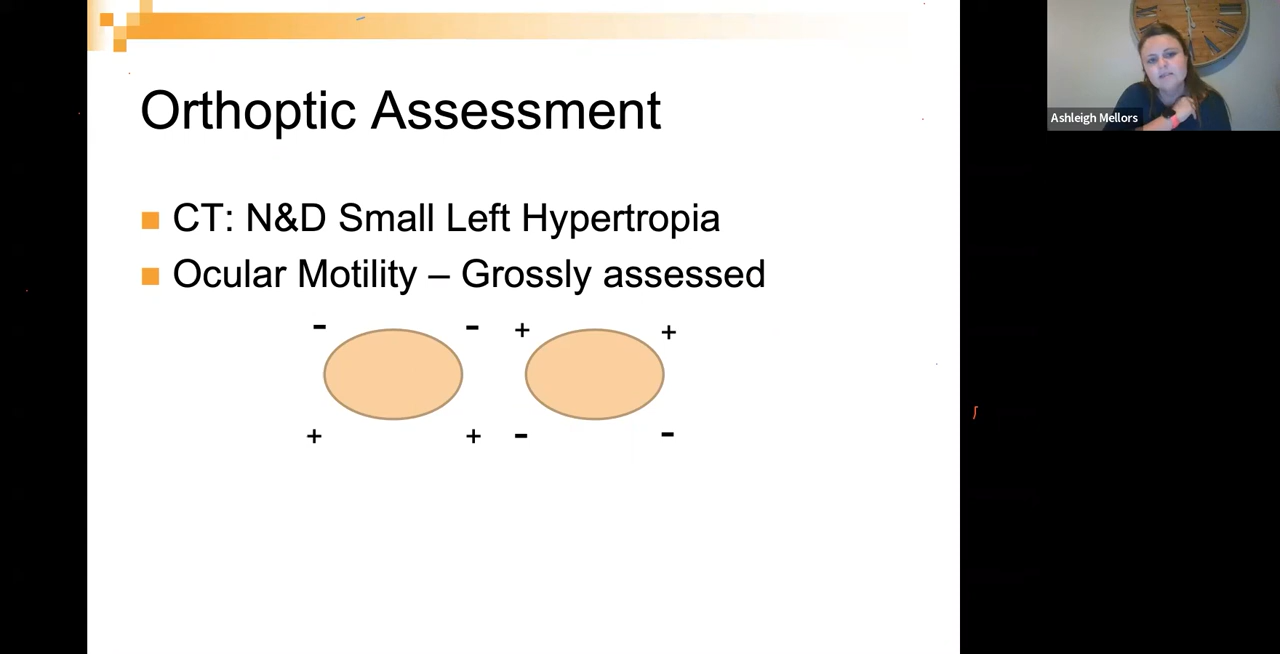 Orthoptic Assessment
CT: N&D Small Left Hypertropia
Ocular Motility – Grossly assessed
- - + +
+ + - -
Ashleigh Mellors